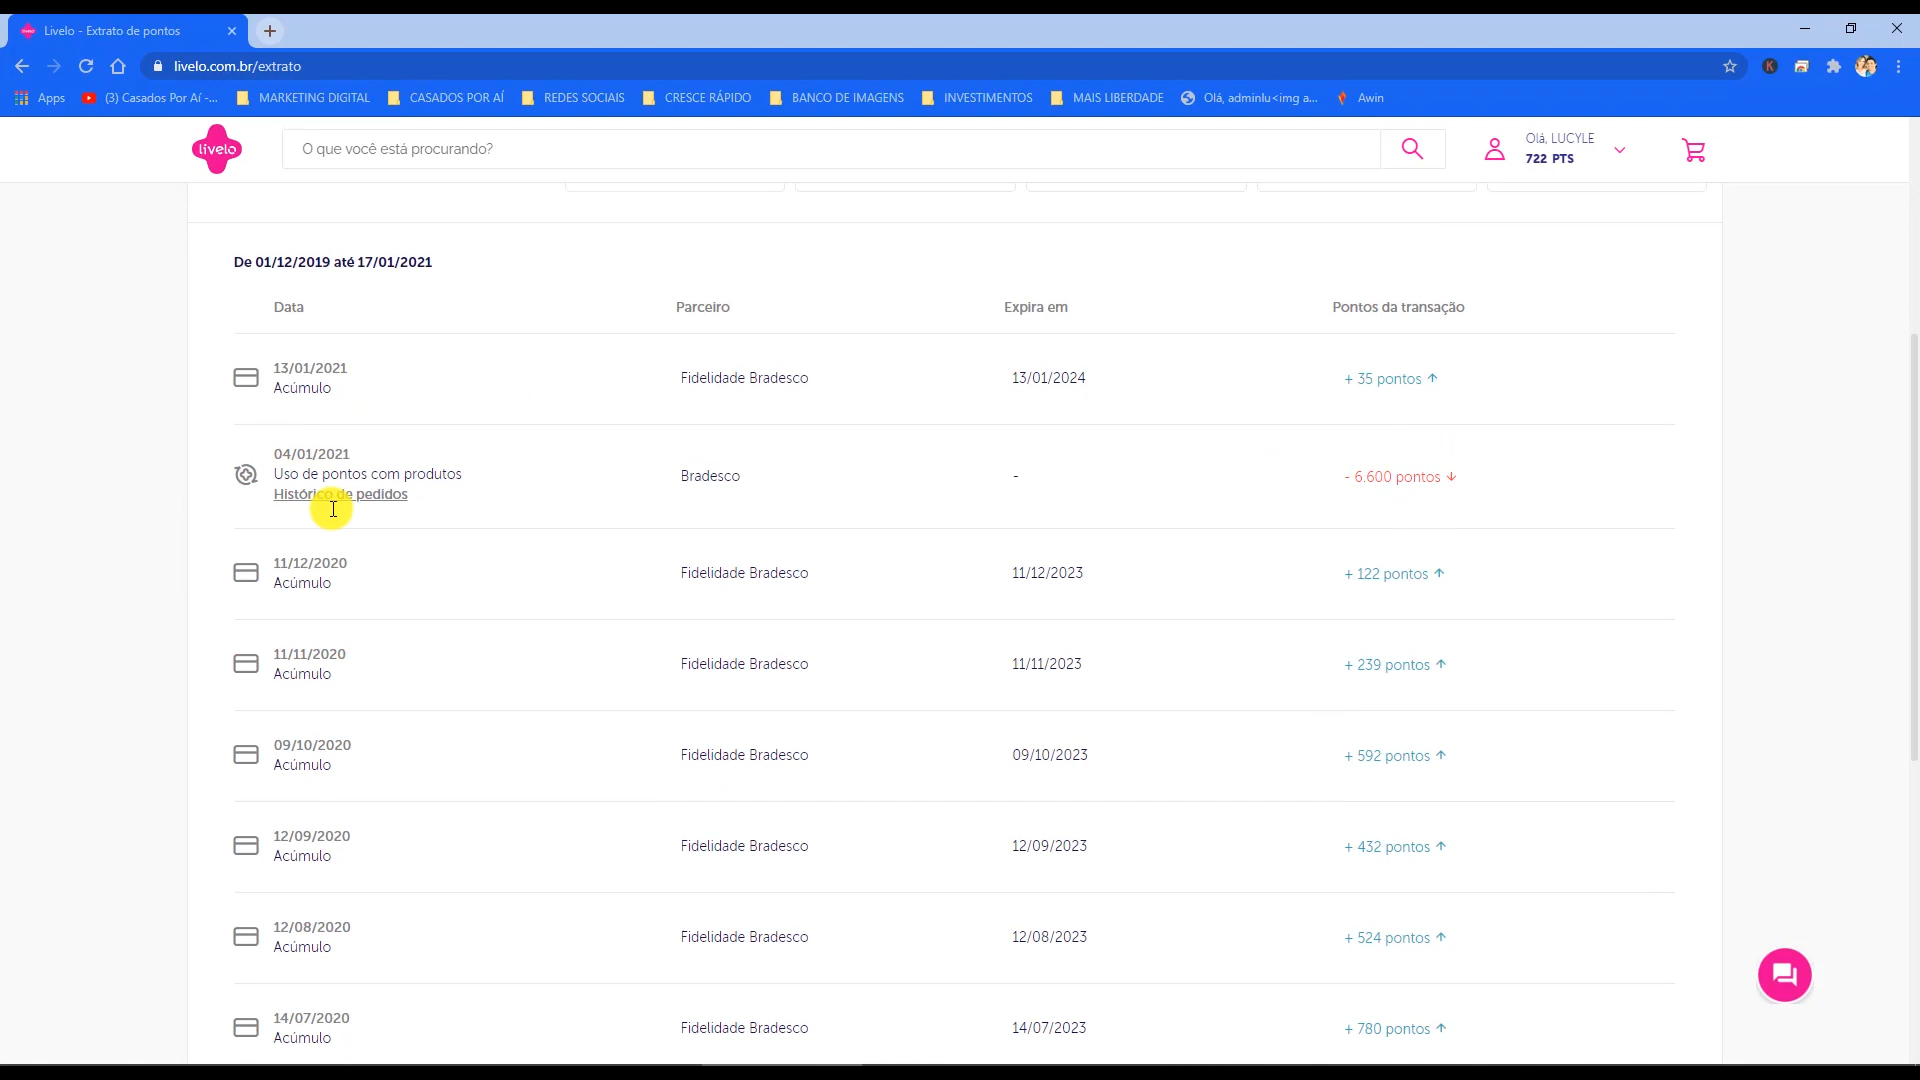 Livelo - Extrato de pontos
livelo.com.br/extrato
K
Apps
(3) Casados Por Aí -...
MARKETING DIGITAL
CASADOS POR AÍ
REDES SOCIAIS
CRESCE RÁPIDO
BANCO DE IMAGENS
INVESTIMENTOS
MAIS LIBERDADE
Olá, adminlu<img a...
Awin
livelo
O que você está procurando?
Olá, LUCYLE
722 PTS
De 01/12/2019 até 17/01/2021
Data Parceiro Expira em Pontos da transação
13/01/2021
Acúmulo
Fidelidade Bradesco 13/01/2024 + 35 pontos
04/01/2021
Uso de pontos com produtos
Histórico de pedidos
Bradesco - - 6.600 pontos
11/12/2020
Acúmulo
Fidelidade Bradesco 11/12/2023 + 122 pontos
11/11/2020
Acúmulo
Fidelidade Bradesco 11/11/2023 + 239 pontos
09/10/2020
Acúmulo
Fidelidade Bradesco 09/10/2023 + 592 pontos
12/09/2020
Acúmulo
Fidelidade Bradesco 12/09/2023 + 432 pontos
12/08/2020
Acúmulo
Fidelidade Bradesco 12/08/2023 + 524 pontos
14/07/2020
Acúmulo
Fidelidade Bradesco 14/07/2023 + 780 pontos